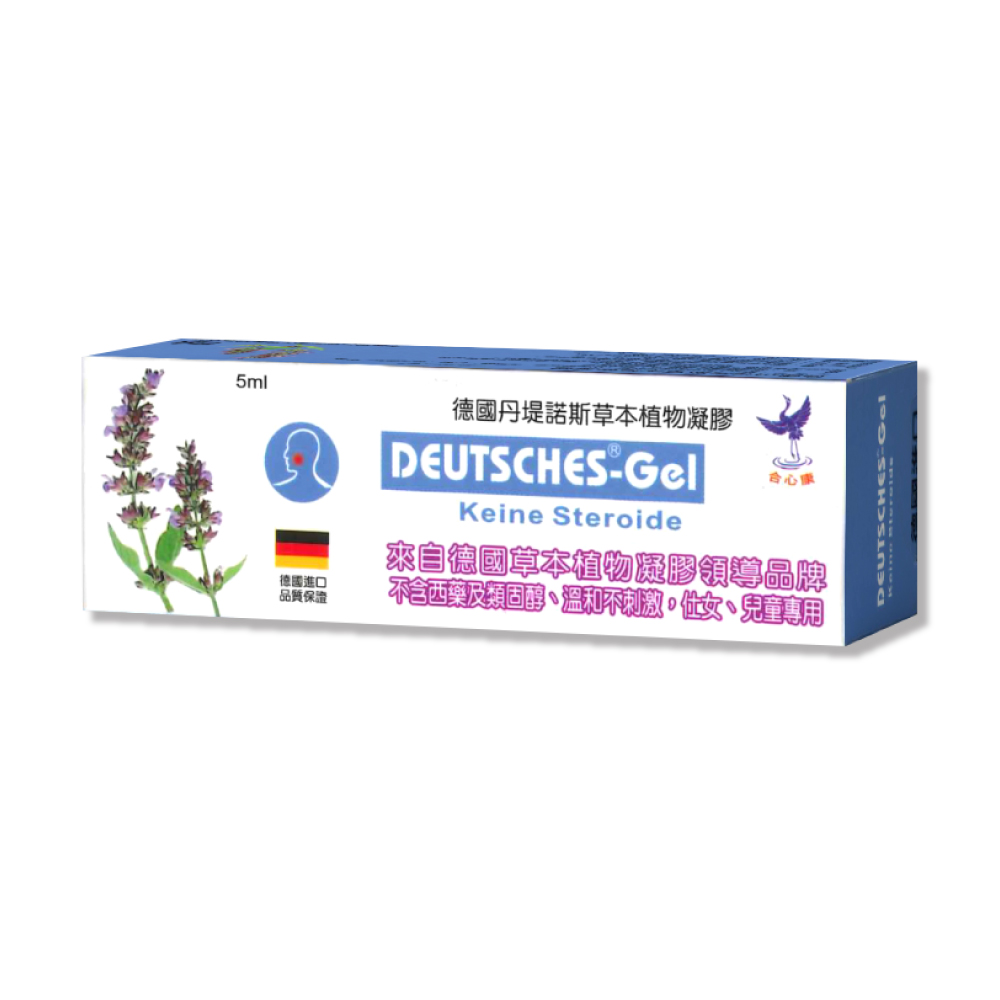 5ml
德國丹堤諾斯草本植物凝膠
DEUTSCHES®-Gel
Keine Steroide
合心康
德國進口
品質保證
來自德國草本植物凝膠領導品牌
不含西藥及類固醇、溫和不刺激，仕女、兒童專用
DEUTSCHES-Gel
Keine Steroide